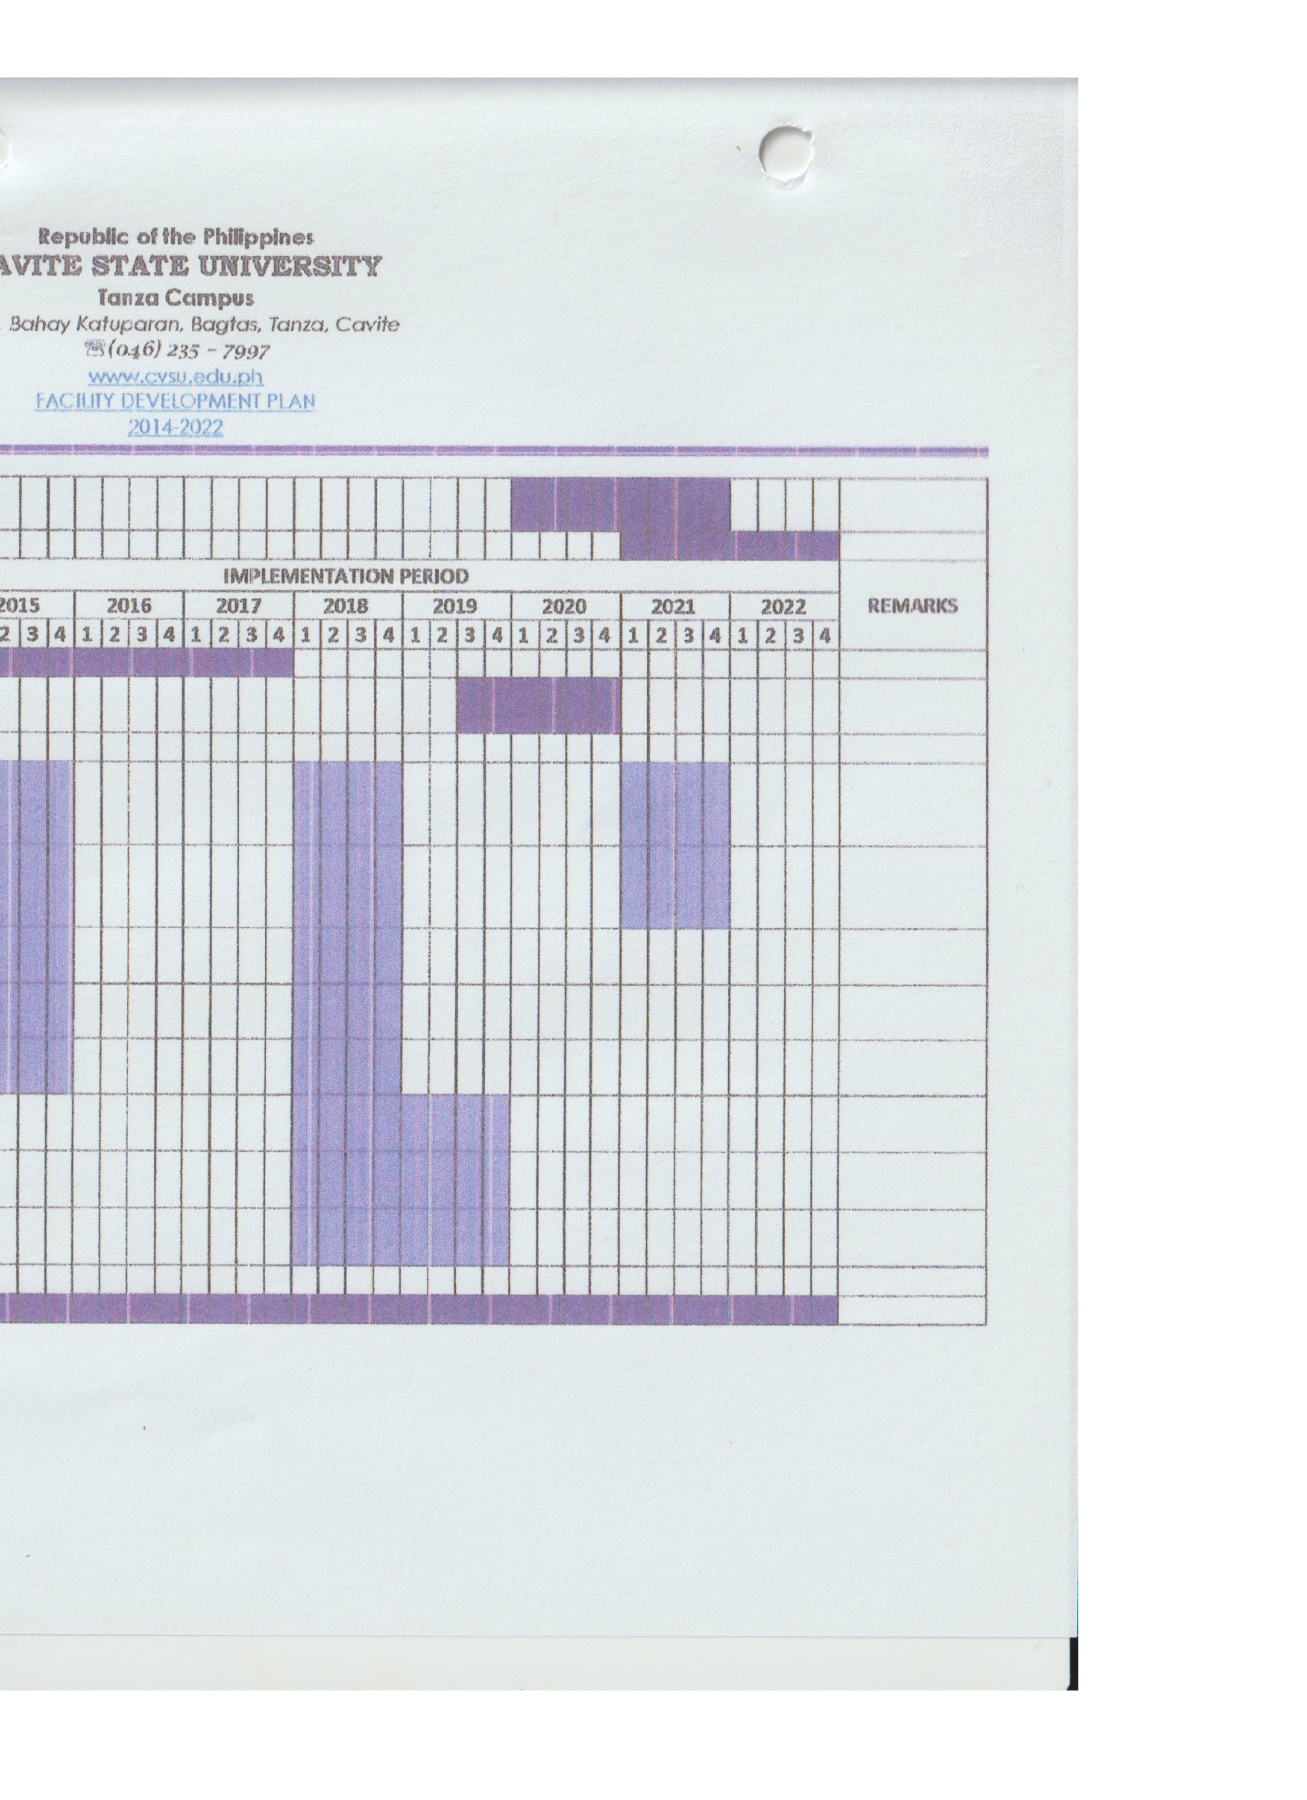 Republic of the Philippines
AVITE STATE UNIVERSITY
Tanza Campus
Bahay Katuparan, Bagtas, Tanza, Cavite
☏(046) 235 – 7997
www.cvsu.edu.ph
FACILITY DEVELOPMENT PLAN
2014-2022
IMPLEMENTATION PERIOD
2015 2016 2017 2018 2019 2020 2021 2022 REMARKS
2 3 4 1 2 3 4 1 2 3 4 1 2 3 4 1 2 3 4 1 2 3 4 1 2 3 4 1 2 3 4